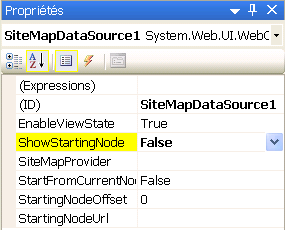 Propriétés
SiteMapDataSource1 System.Web.UI.WebC
(Expressions)
(ID) SiteMapDataSource1
EnableViewState True
ShowStartingNode False
SiteMapProvider
StartFromCurrentNo False
StartingNodeOffset 0
StartingNodeUrl